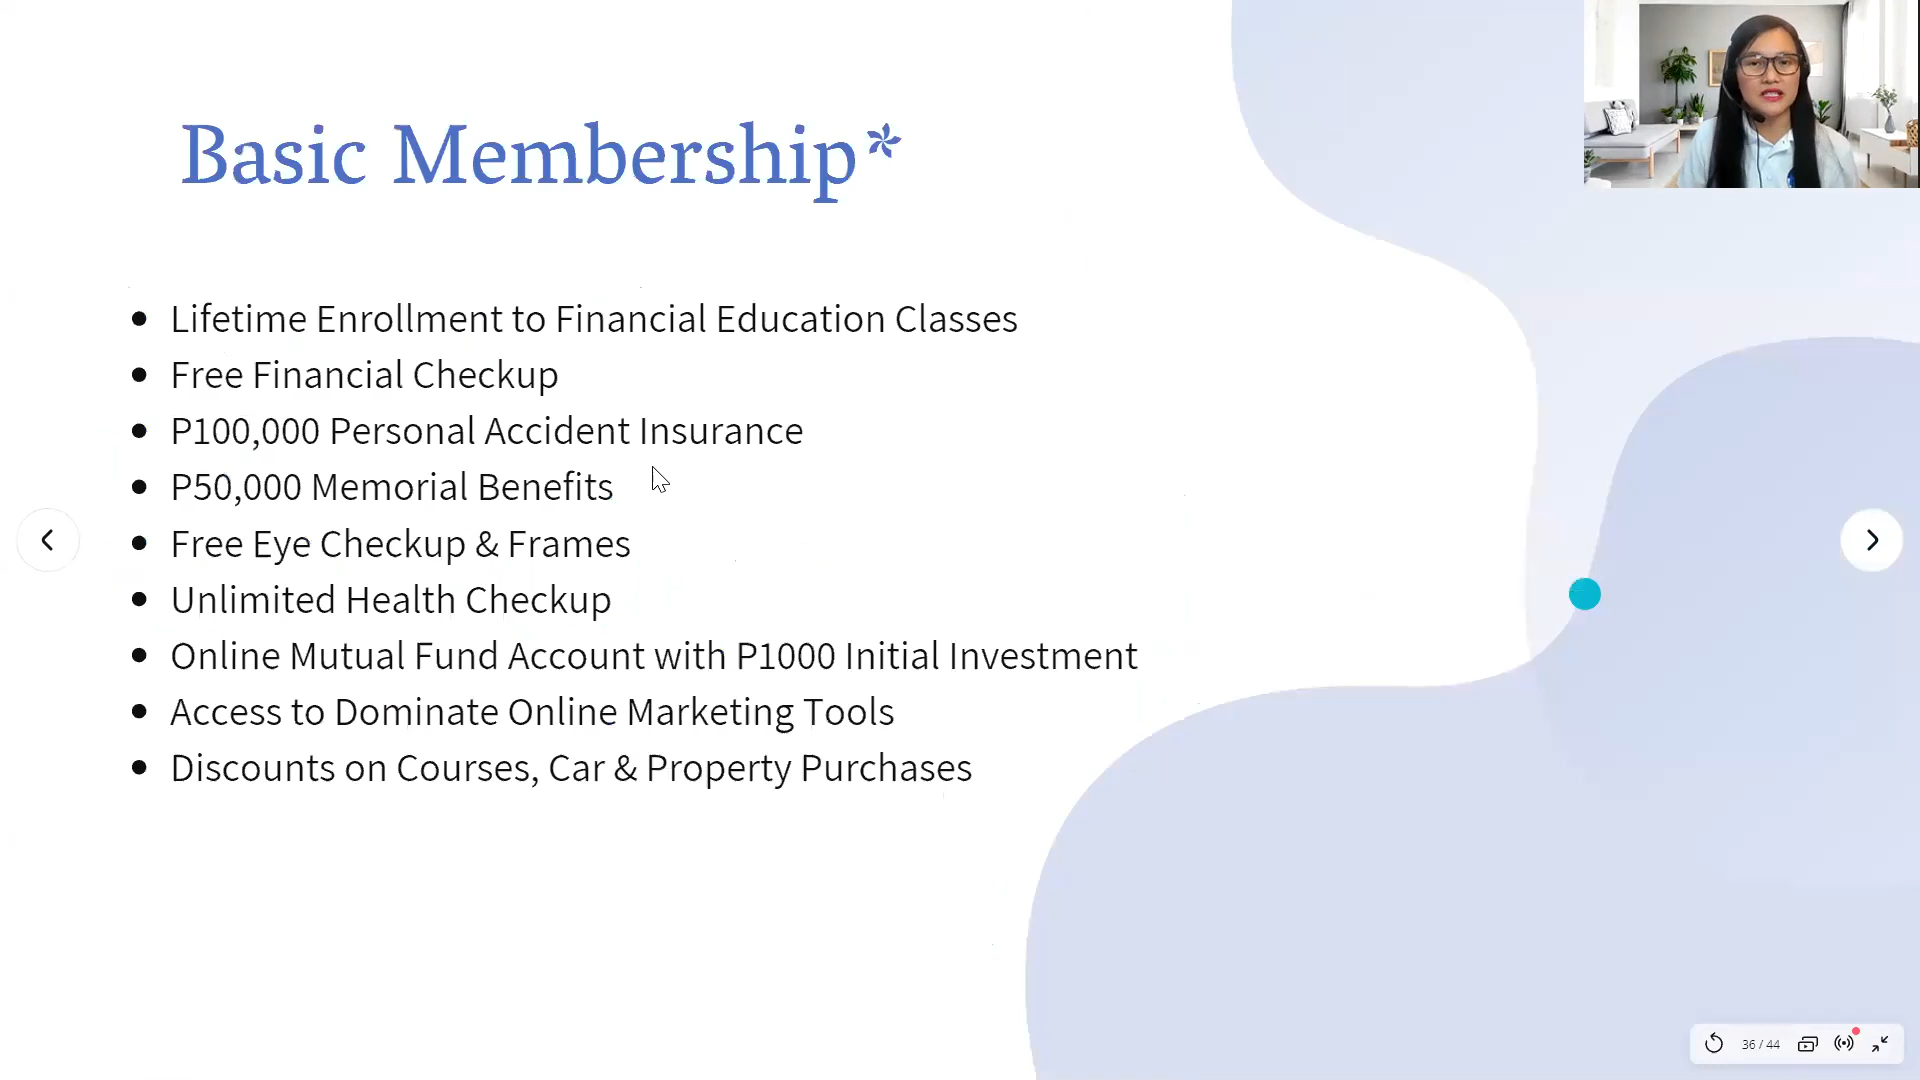 Basic Membership*
• Lifetime Enrollment to Financial Education Classes
• Free Financial Checkup
• P100,000 Personal Accident Insurance
• P50,000 Memorial Benefits
• Free Eye Checkup & Frames
• Unlimited Health Checkup
• Online Mutual Fund Account with P1000 Initial Investment
• Access to Dominate Online Marketing Tools
• Discounts on Courses, Car & Property Purchases
36 / 44